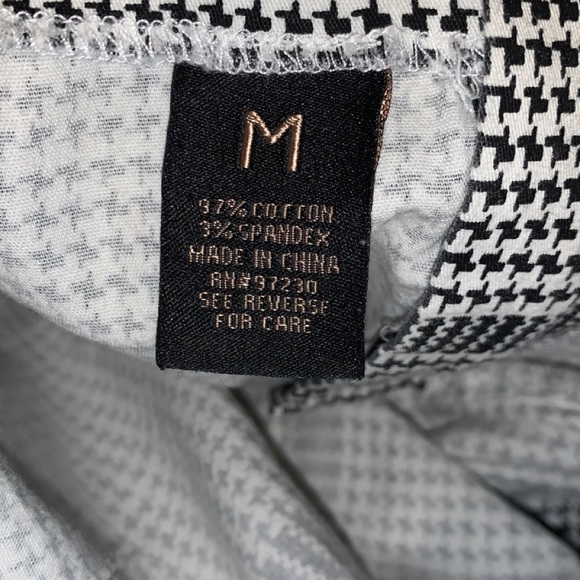 M
97% COTTON
3% SPANDEX
MADE IN CHINA
RN#97230
SEE REVERSE
FOR CARE